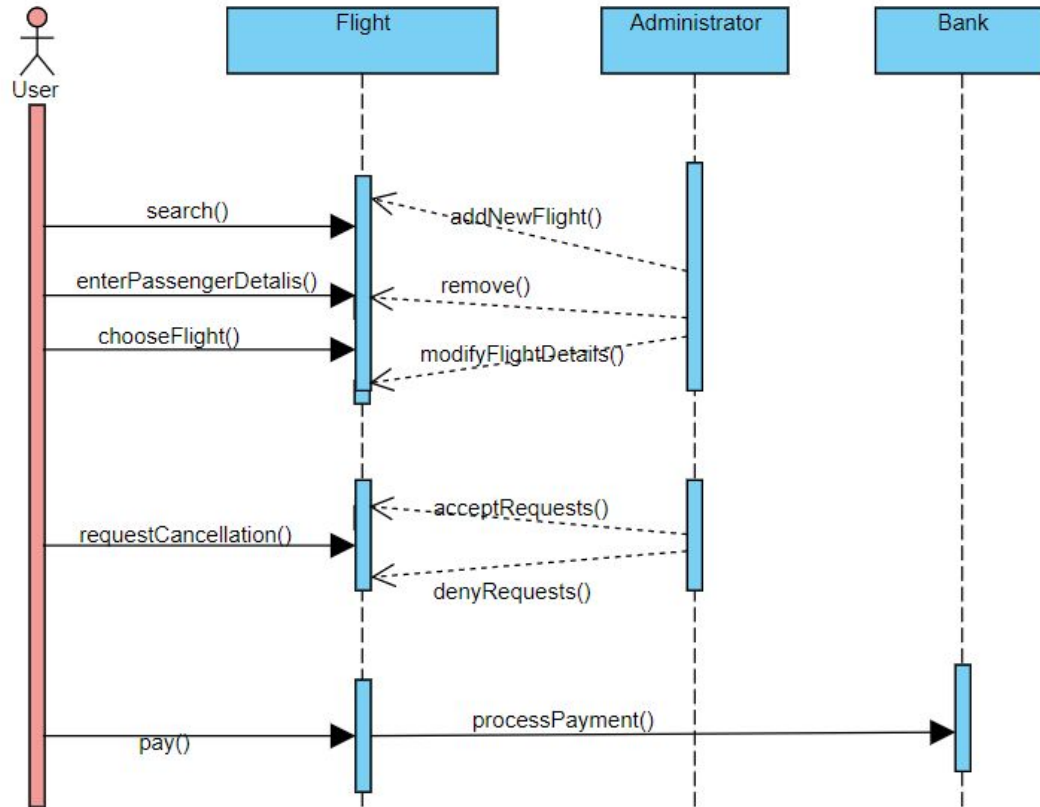 Flight
Administrator
Bank
User
search()
addNewFlight()
enterPassengerDetalis()
remove()
chooseFlight()
modifyFlightDetails()
acceptRequests()
requestCancellation()
denyRequests()
processPayment()
pay()